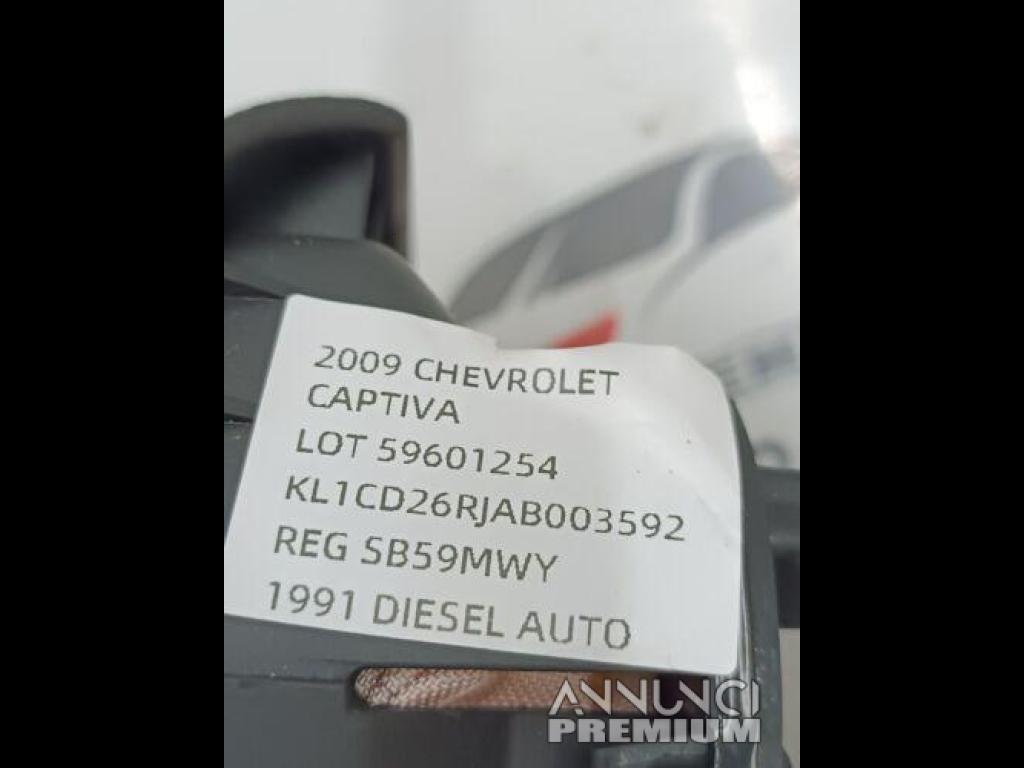 2009 CHEVROLET
CAPTIVA
LOT 59601254
KL1CD26RJAB003592
REG SB59MWY
1991 DIESEL AUTO
ANNUNCI
PREMIUM